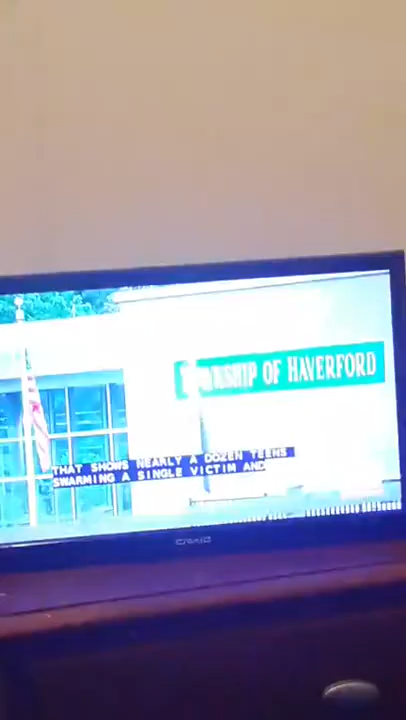 TOWNSHIP OF HAVERFORD
THAT SHOWS NEARLY A DOZEN TEENS
SWARMING A SINGLE VICTIM AND
CRAIG